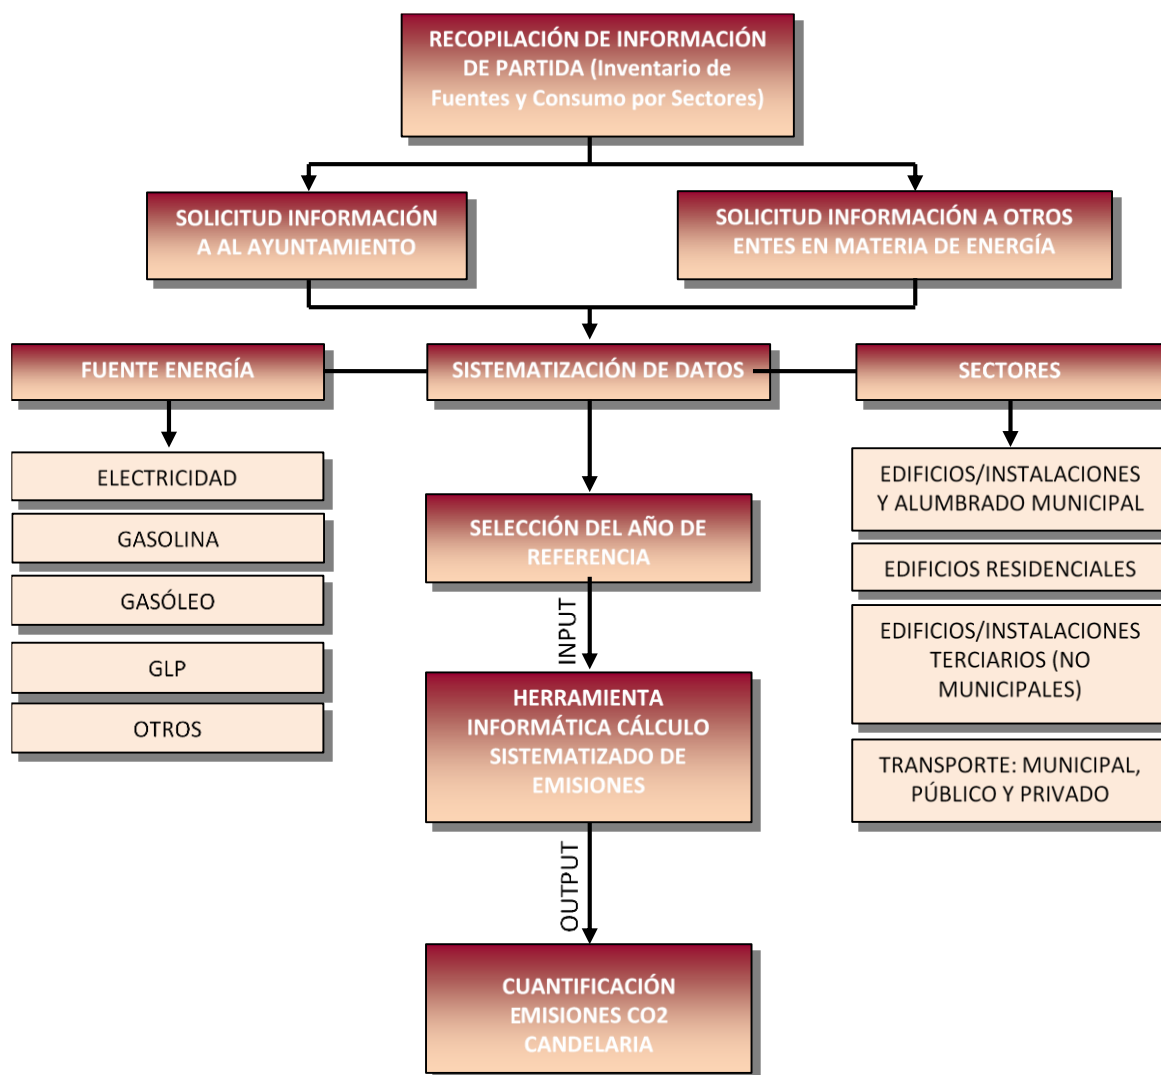 RECOPILACIÓN DE INFORMACIÓN
DE PARTIDA (Inventario de
Fuentes y Consumo por Sectores)
SOLICITUD INFORMACIÓN
A AL AYUNTAMIENTO
SOLICITUD INFORMACIÓN A OTROS
ENTES EN MATERIA DE ENERGÍA
FUENTE ENERGÍA
SISTEMATIZACIÓN DE DATOS
SECTORES
ELECTRICIDAD
GASOLINA
GASÓLEO
GLP
OTROS
SELECCIÓN DEL AÑO DE
REFERENCIA
INPUT
HERRAMIENTA
INFORMÁTICA CÁLCULO
SISTEMATIZADO DE
EMISIONES
OUTPUT
CUANTIFICACIÓN
EMISIONES CO2
CANDELARIA
EDIFICIOS/INSTALACIONES
Y ALUMBRADO MUNICIPAL
EDIFICIOS RESIDENCIALES
EDIFICIOS/INSTALACIONES
TERCIARIOS (NO
MUNICIPALES)
TRANSPORTE: MUNICIPAL,
PÚBLICO Y PRIVADO